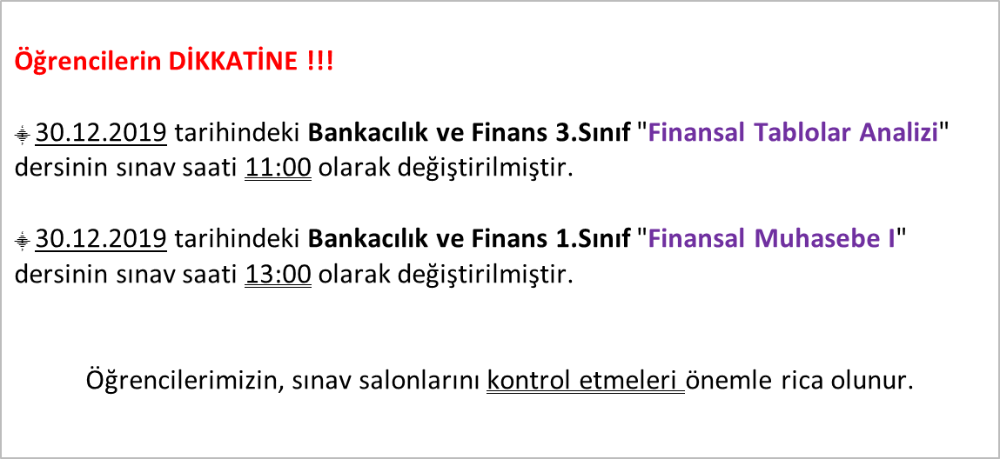 Öğrencilerin DİKKATİNE !!!
30.12.2019 tarihindeki Bankacılık ve Finans 3.Sınıf "Finansal Tablolar Analizi"
dersinin sınav saati 11:00 olarak değiştirilmiştir.
30.12.2019 tarihindeki Bankacılık ve Finans 1.Sınıf "Finansal Muhasebe I"
dersinin sınav saati 13:00 olarak değiştirilmiştir.
Öğrencilerimizin, sınav salonlarını kontrol etmeleri önemle rica olunur.